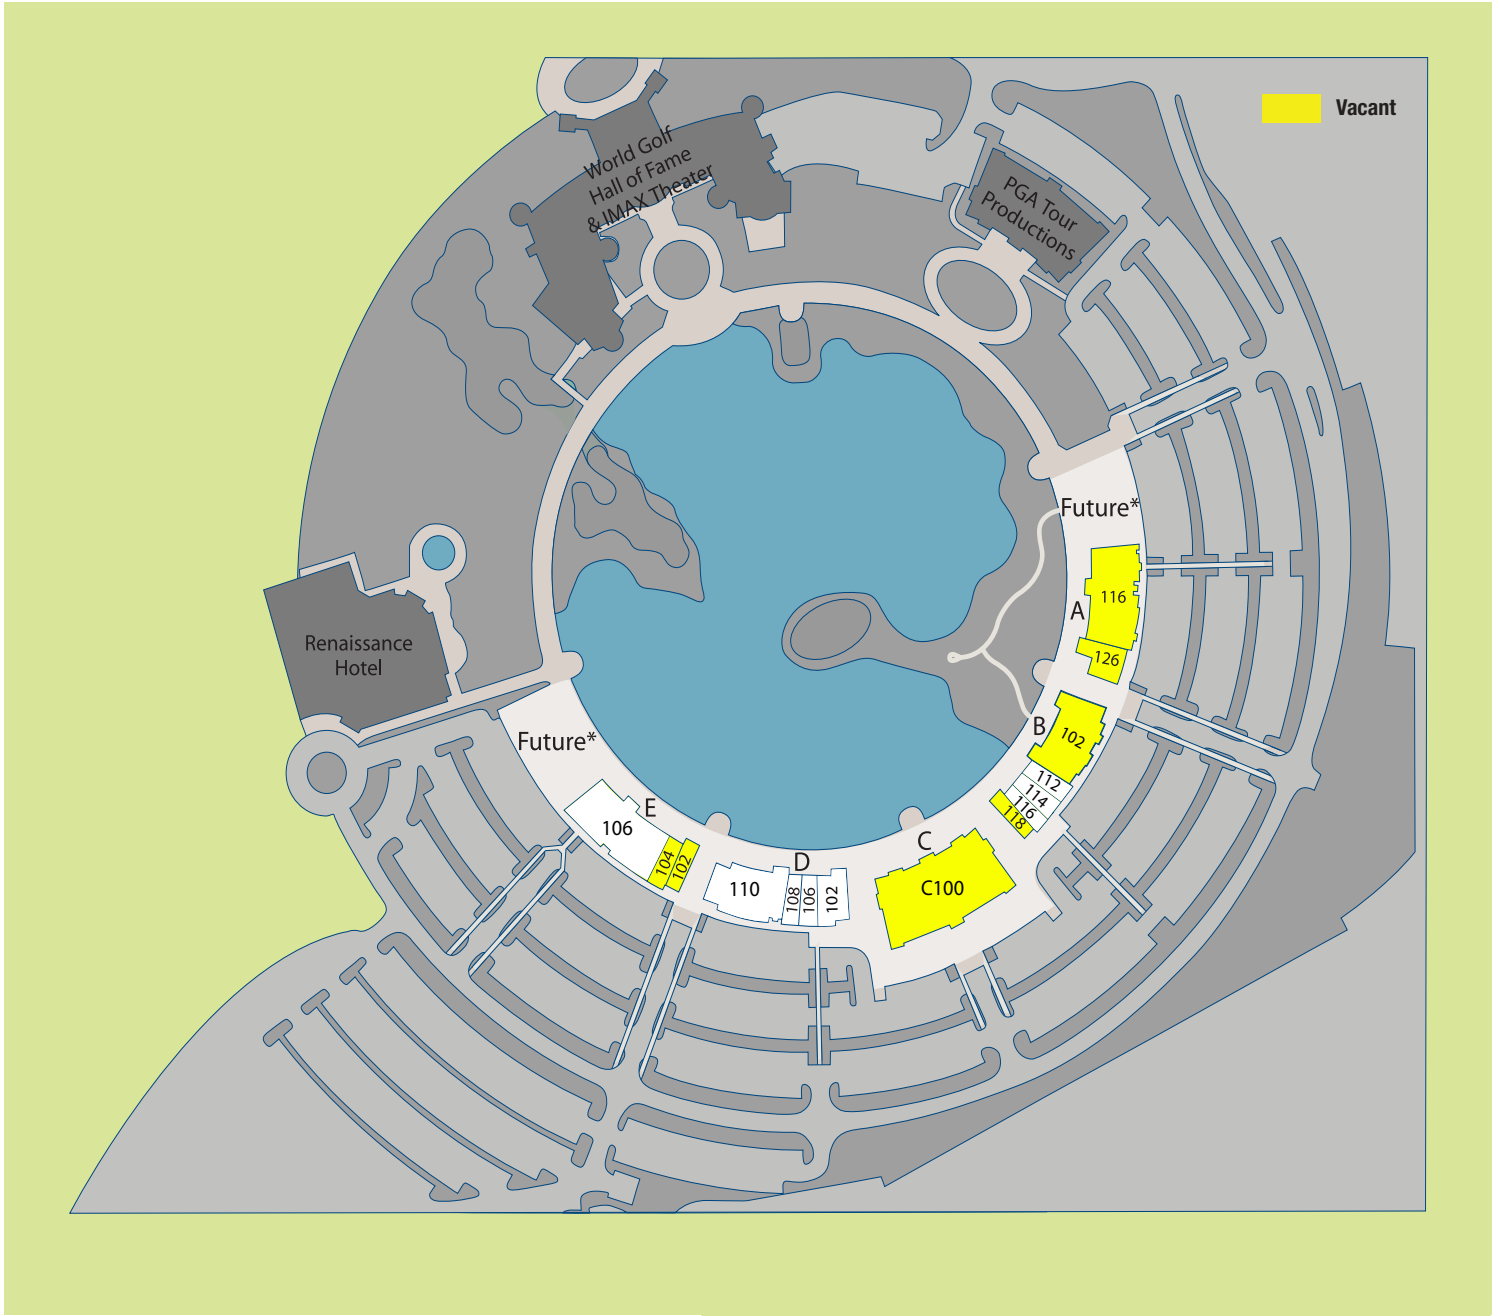 Vacant
World Golf
Hall of Fame
& IMAX Theater
PGA Tour
Productions
Future*
116
A
126
B
102
112
114
116
118
C
C100
Renaissance
Hotel
Future*
E
106
104
102
D
110
108
106
102